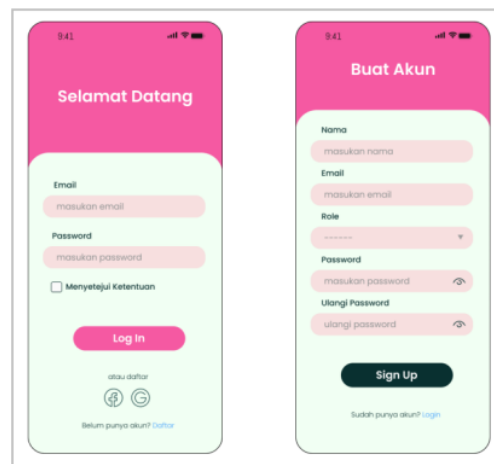 9:41
Selamat Datang
Email
masukan email
Password
masukan password
Menyetejui Ketentuan
Log In
atau daftar
Belum punya akun? Daftar
9:41
Buat Akun
Nama
masukan nama
Email
masukan email
Role
------
Password
masukan password
Ulangi Password
ulangi password
Sign Up
Sudah punya akun? Login